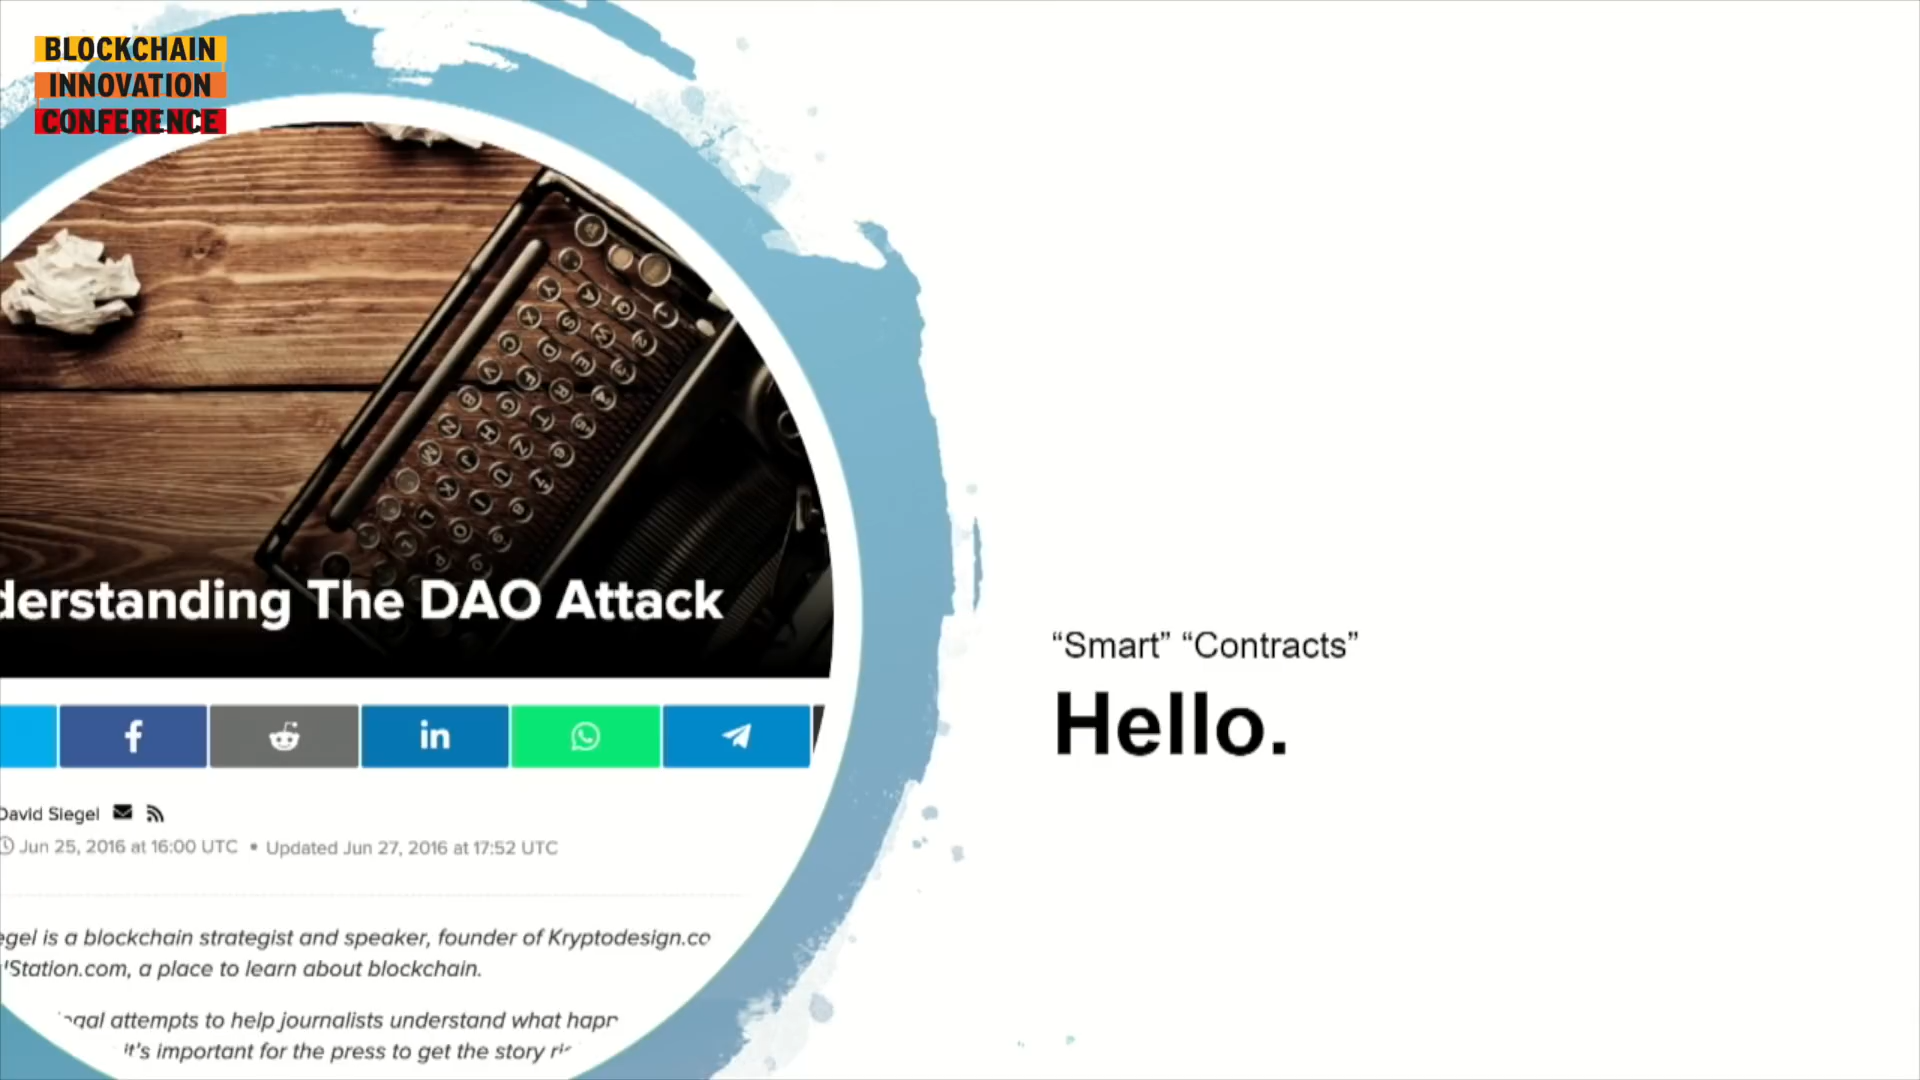 BLOCKCHAIN
INNOVATION
CONFERENCE
derstanding The DAO Attack
David Siegel
Jun 25, 2016 at 16:00 UTC • Updated Jun 27, 2016 at 17:52 UTC
egel is a blockchain strategist and speaker, founder of Kryptodesign.co
Station.com, a place to learn about blockchain.
attempts to help journalists understand what
it's important for the press to get the story
“Smart” “Contracts”
Hello.